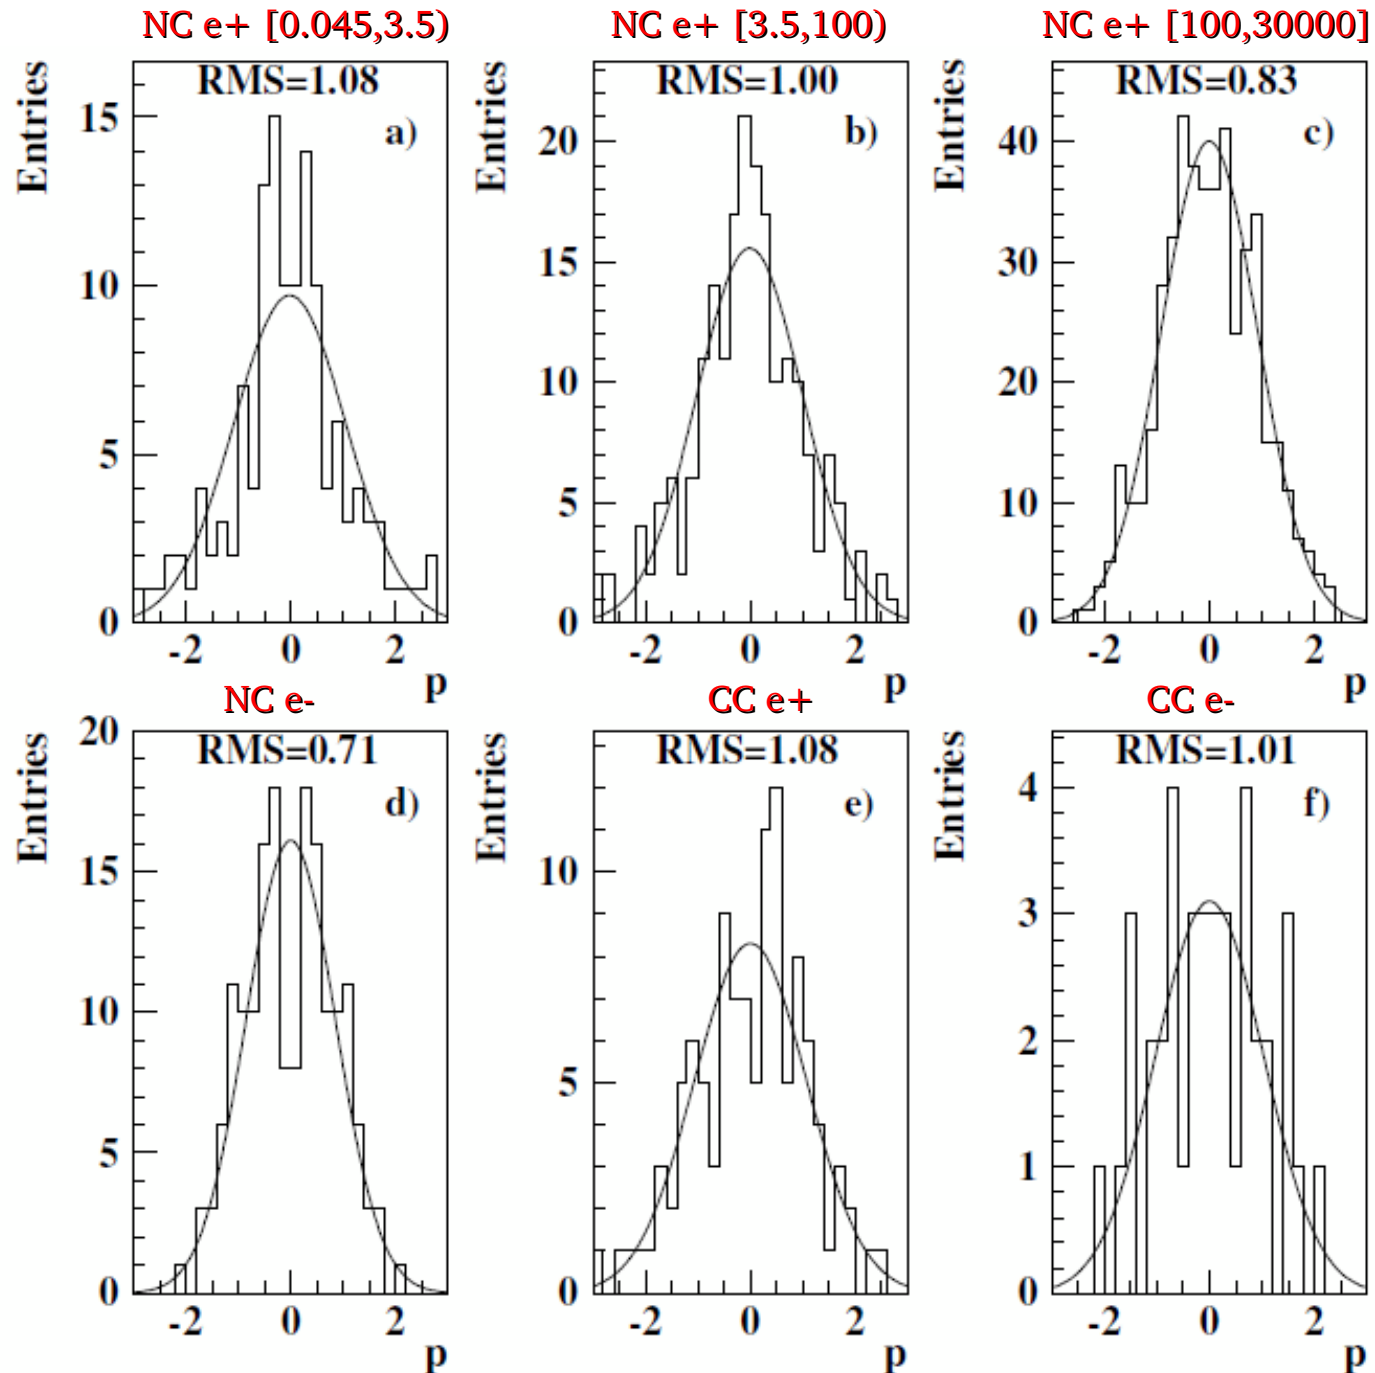 NC e+ [0.045,3.5)
NC e+ [3.5,100)
NC e+ [100,30000]
Entries
RMS=1.08
a)
15
10
5
0
-2 0 2
p
Entries
RMS=1.00
b)
20
15
10
5
0
-2 0 2
p
Entries
RMS=0.83
c)
40
30
20
10
0
-2 0 2
p
NC e-
CC e+
CC e-
Entries
RMS=0.71
d)
20
15
10
5
0
-2 0 2
p
Entries
RMS=1.08
e)
10
5
0
-2 0 2
p
Entries
RMS=1.01
f)
4
3
2
1
0
-2 0 2
p